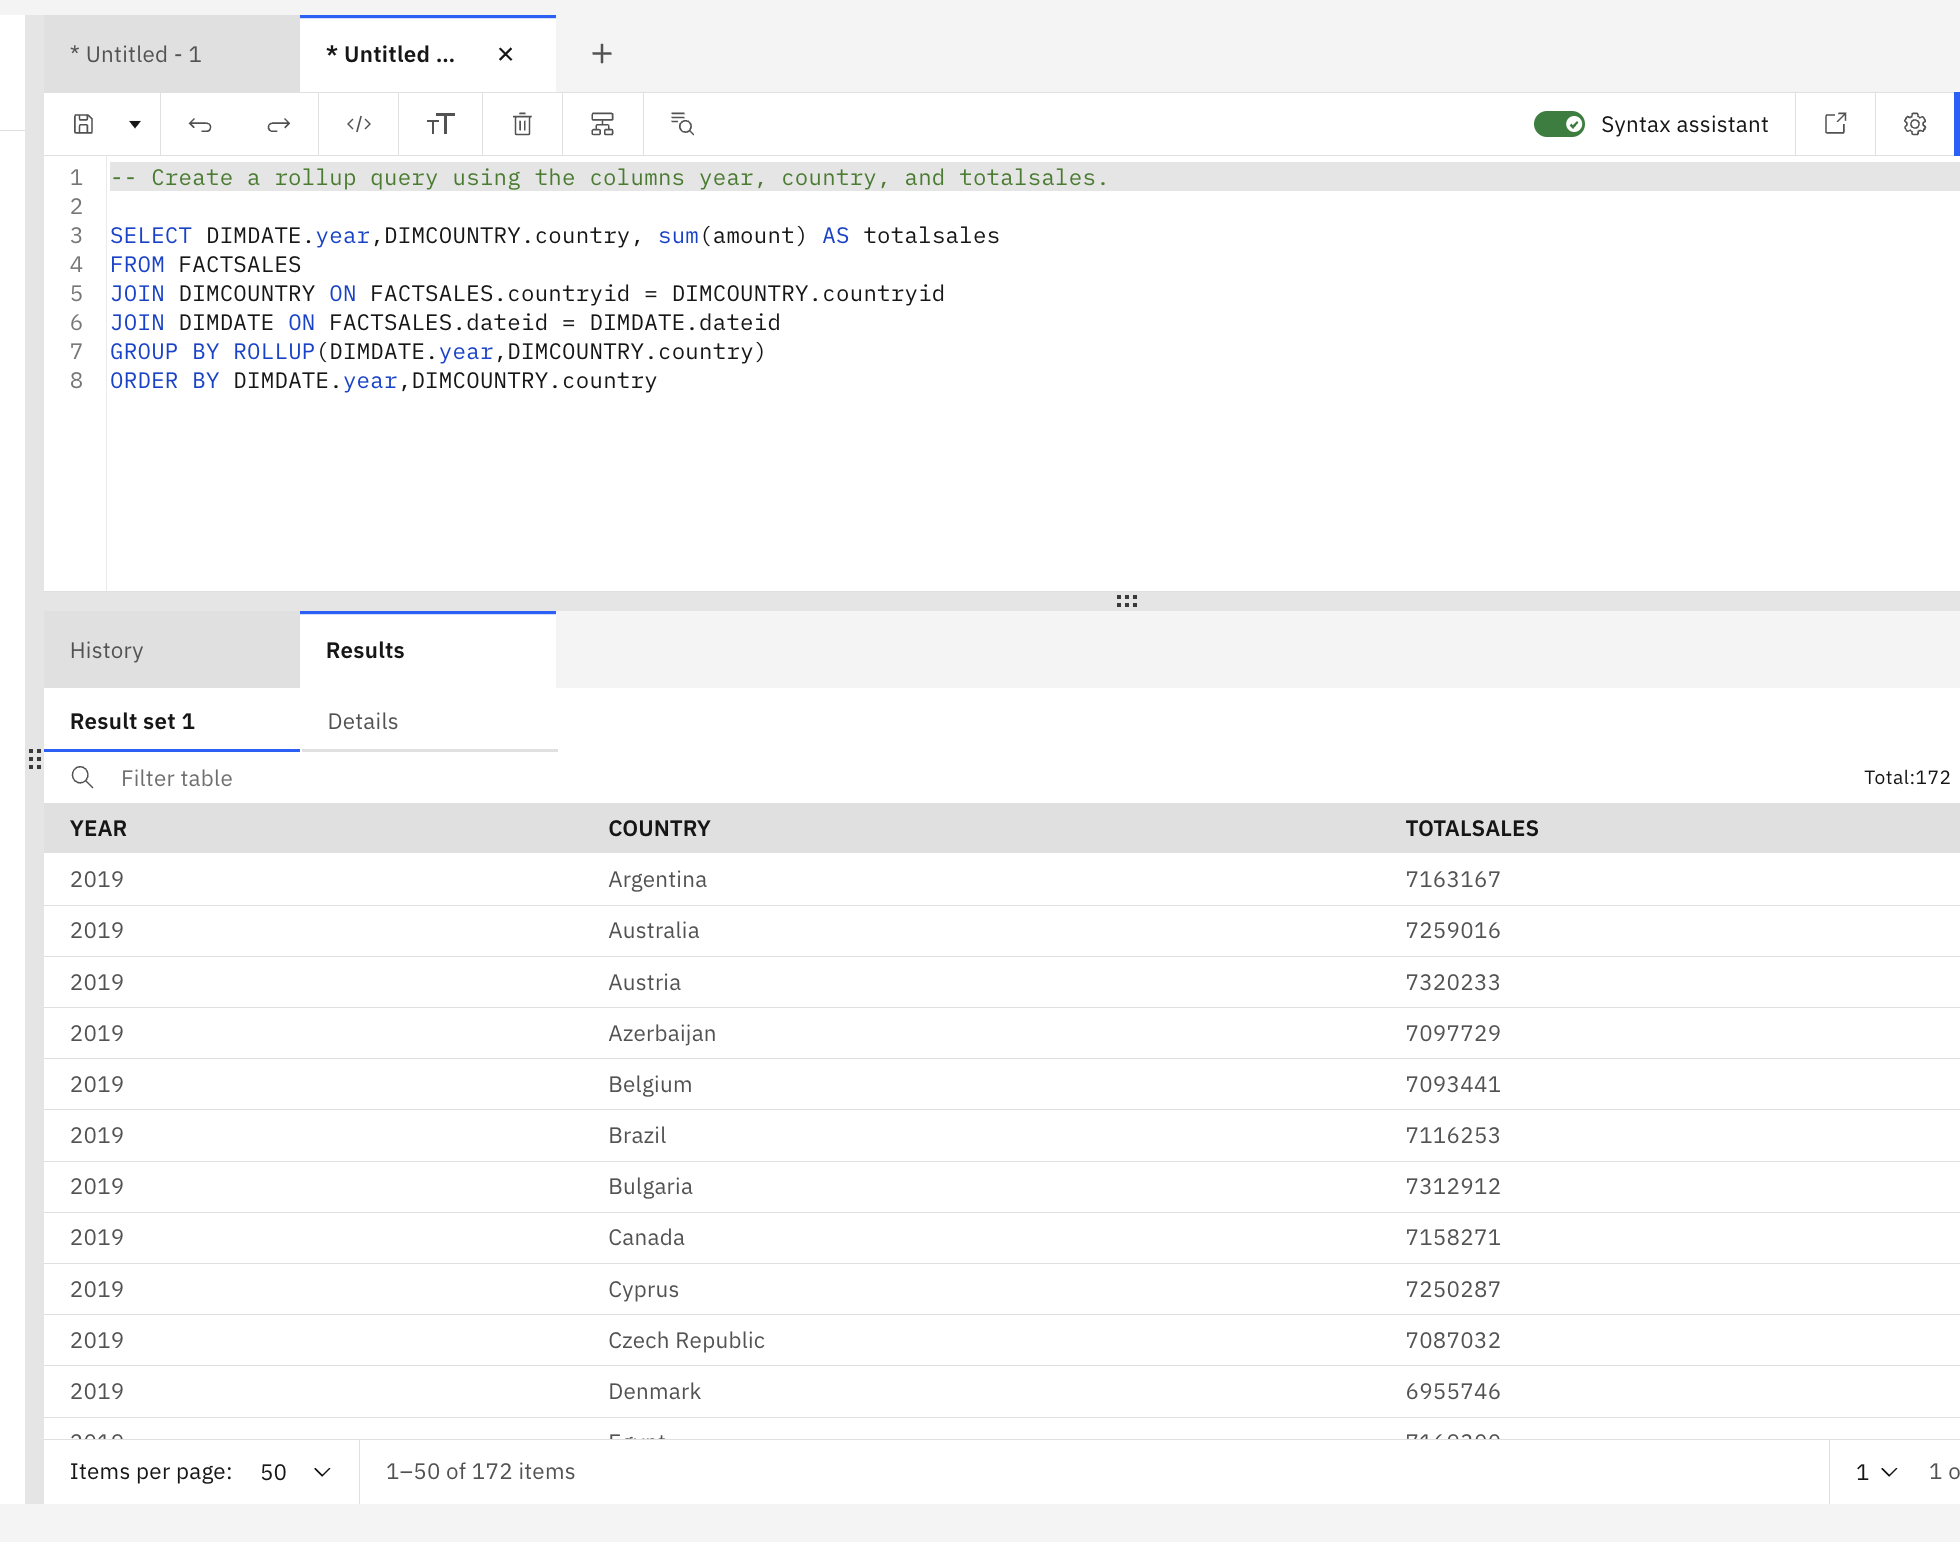 * Untitled - 1
* Untitled ...
Syntax assistant
1 -- Create a rollup query using the columns year, country, and totalsales.
2
3 SELECT DIMDATE.year,DIMCOUNTRY.country, sum(amount) AS totalsales
4 FROM FACTSALES
5 JOIN DIMCOUNTRY ON FACTSALES.countryid = DIMCOUNTRY.countryid
6 JOIN DIMDATE ON FACTSALES.dateid = DIMDATE.dateid
7 GROUP BY ROLLUP(DIMDATE.year,DIMCOUNTRY.country)
8 ORDER BY DIMDATE.year,DIMCOUNTRY.country
History Results
Result set 1 Details
Filter table Total:172
YEAR COUNTRY TOTALSALES
2019 Argentina 7163167
2019 Australia 7259016
2019 Austria 7320233
2019 Azerbaijan 7097729
2019 Belgium 7093441
2019 Brazil 7116253
2019 Bulgaria 7312912
2019 Canada 7158271
2019 Cyprus 7250287
2019 Czech Republic 7087032
2019 Denmark 6955746
2019 Egypt
Items per page: 50 1–50 of 172 items 1 1 o